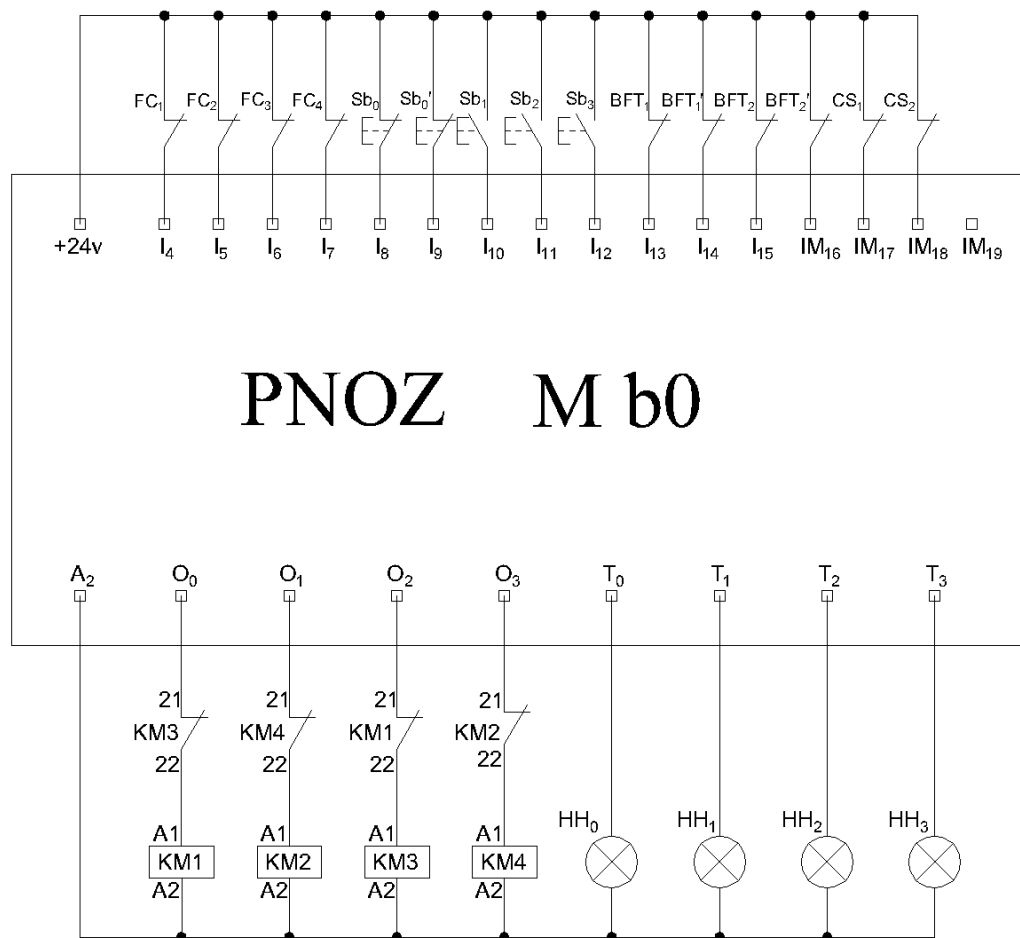 FC₁ FC₂ FC₃ FC₄ Sb₀ Sb₀' Sb₁ Sb₂ Sb₃ BFT₁ BFT₁' BFT₂ BFT₂' CS₁ CS₂
+24v I₄ I₅ I₆ I₇ I₈ I₉ I₁₀ I₁₁ I₁₂ I₁₃ I₁₄ I₁₅ IM₁₆ IM₁₇ IM₁₈ IM₁₉
PNOZ M b0
A₂ O₀ O₁ O₂ O₃ T₀ T₁ T₂ T₃
21 21 21 21
KM3 KM4 KM1 KM2
22 22 22 22
HH₀ HH₁ HH₂ HH₃
A1 A1 A1 A1
KM1 KM2 KM3 KM4
A2 A2 A2 A2